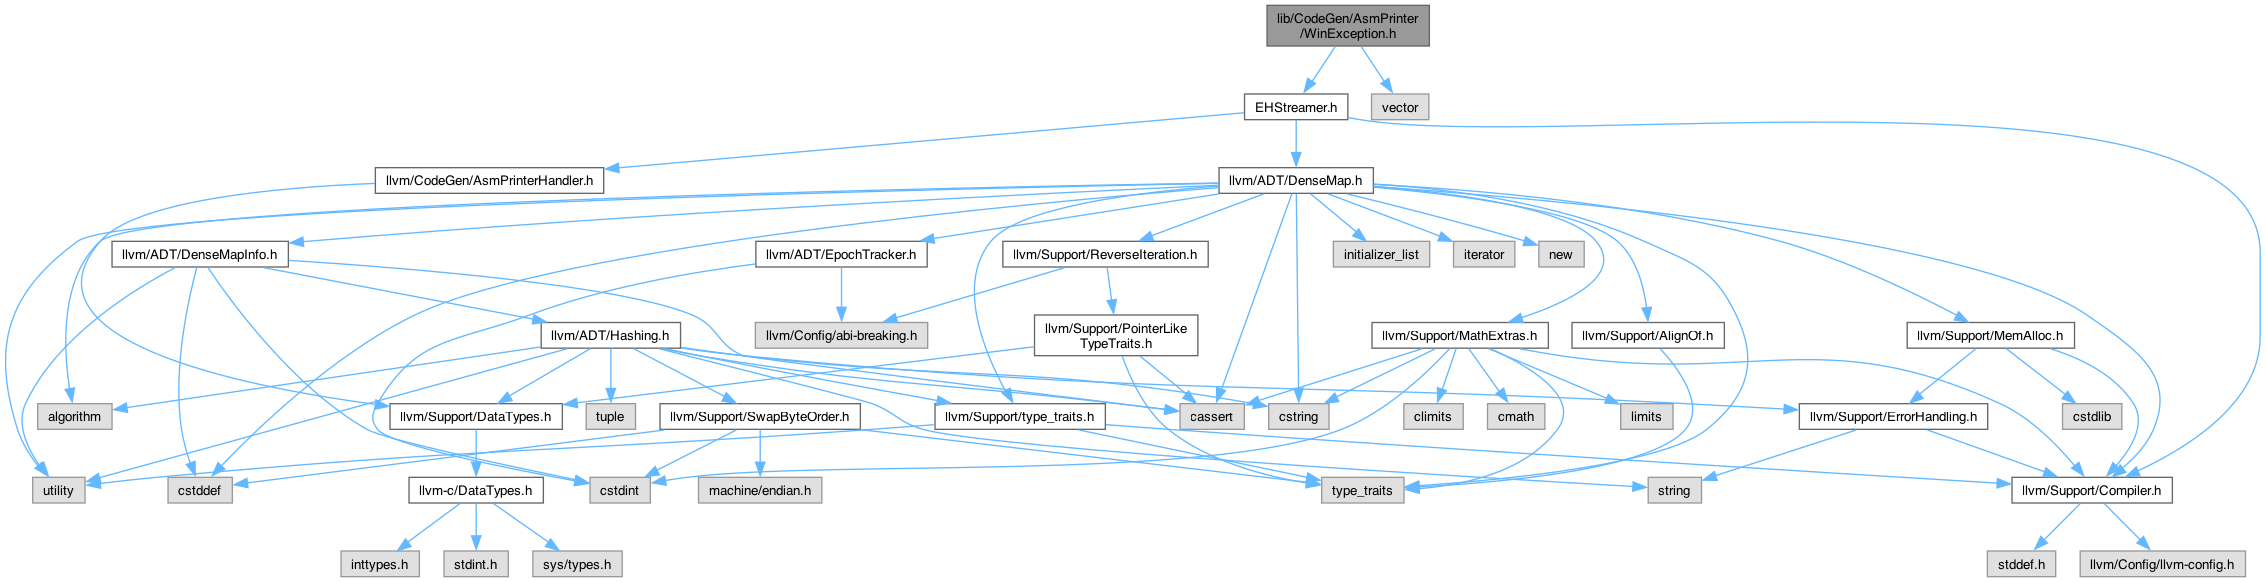 lib/CodeGen/AsmPrinter
/WinException.h
EHStreamer.h
vector
llvm/CodeGen/AsmPrinterHandler.h
llvm/ADT/DenseMap.h
llvm/ADT/DenseMapInfo.h
llvm/ADT/EpochTracker.h
llvm/Support/ReverseIteration.h
initializer_list
iterator
new
llvm/ADT/Hashing.h
llvm/Config/abi-breaking.h
llvm/Support/PointerLike
TypeTraits.h
llvm/Support/MathExtras.h
llvm/Support/AlignOf.h
llvm/Support/MemAlloc.h
algorithm
llvm/Support/DataTypes.h
tuple
llvm/Support/SwapByteOrder.h
llvm/Support/type_traits.h
cassert
cstring
climits
cmath
limits
llvm/Support/ErrorHandling.h
cstdlib
utility
cstddef
llvm-c/DataTypes.h
cstdint
machine/endian.h
type_traits
string
llvm/Support/Compiler.h
inttypes.h
stdint.h
sys/types.h
stddef.h
llvm/Config/llvm-config.h